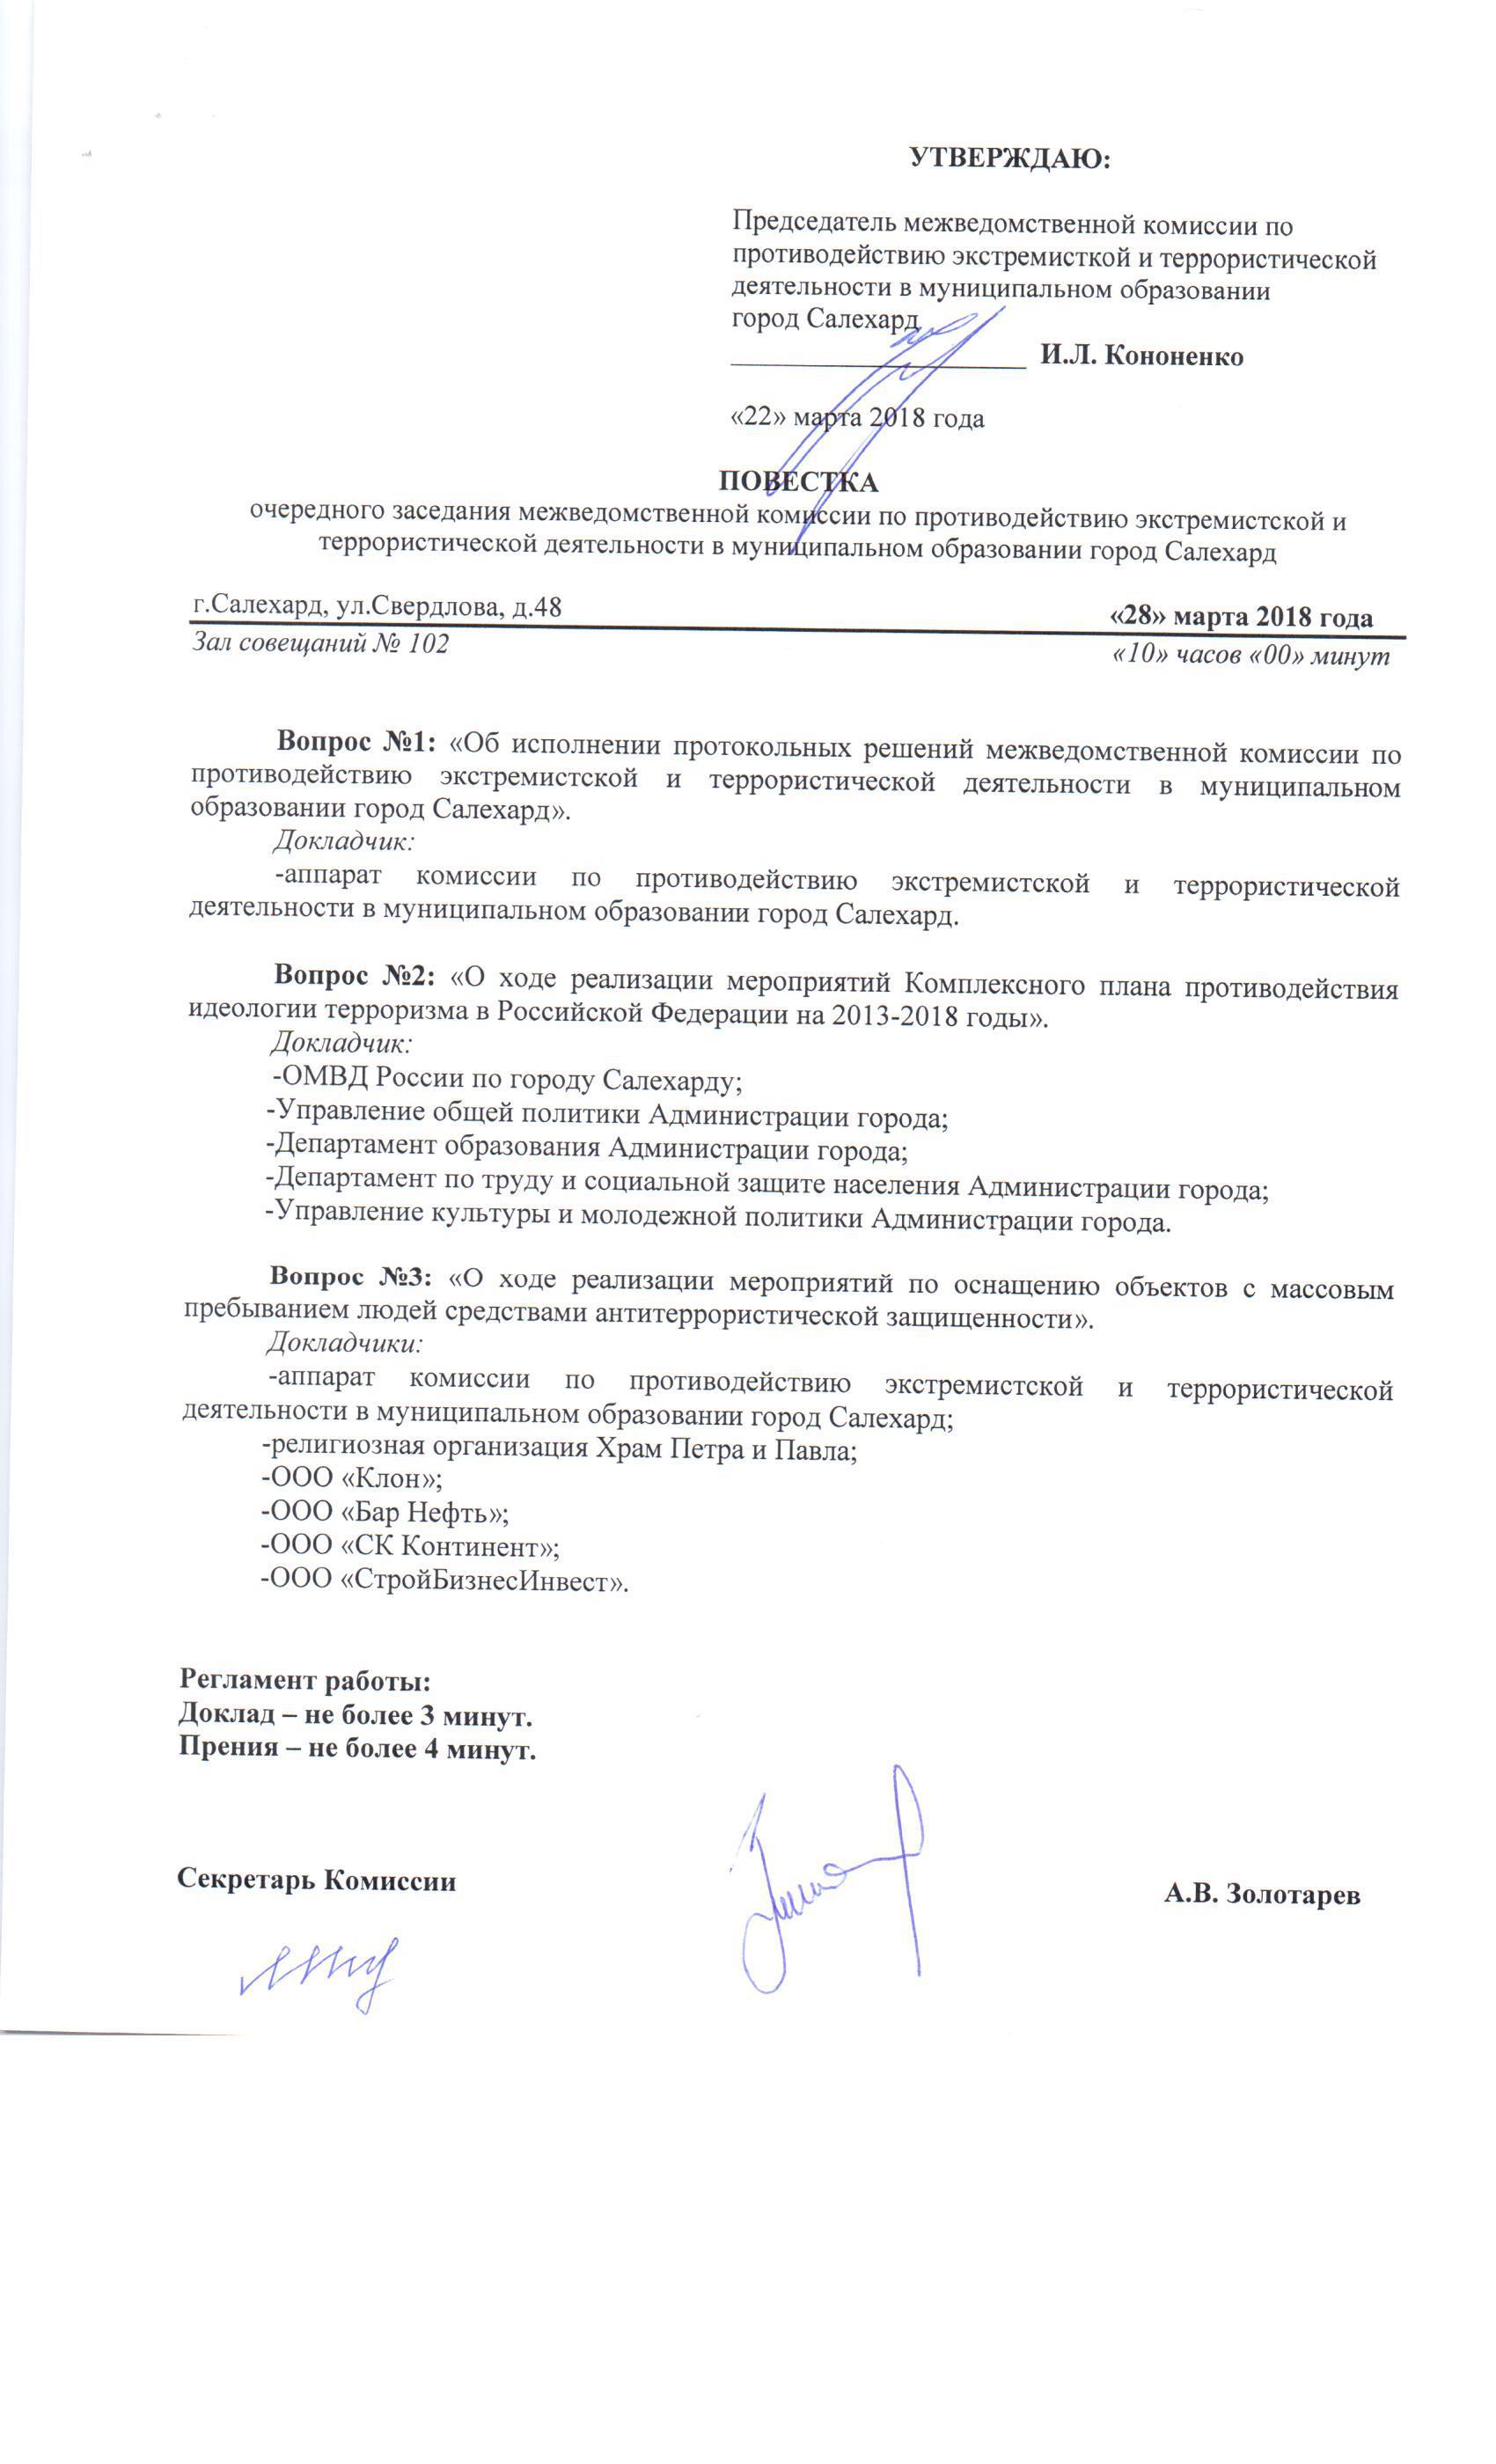 УТВЕРЖДАЮ:
Председатель межведомственной комиссии по
противодействию экстремисткой и террористической
деятельности в муниципальном образовании
город Салехард
_____________________ И.Л. Кононенко
«22» марта 2018 года
ПОВЕСТКА
очередного заседания межведомственной комиссии по противодействию экстремистской и
террористической деятельности в муниципальном образовании город Салехард
г.Салехард, ул.Свердлова, д.48 «28» марта 2018 года
Зал совещаний № 102 «10» часов «00» минут
Вопрос №1: «Об исполнении протокольных решений межведомственной комиссии по
противодействию экстремистской и террористической деятельности в муниципальном
образовании город Салехард».
Докладчик:
-аппарат комиссии по противодействию экстремистской и террористической
деятельности в муниципальном образовании город Салехард.
Вопрос №2: «О ходе реализации мероприятий Комплексного плана противодействия
идеологии терроризма в Российской Федерации на 2013-2018 годы».
Докладчик:
-ОМВД России по городу Салехарду;
-Управление общей политики Администрации города;
-Департамент образования Администрации города;
-Департамент по труду и социальной защите населения Администрации города;
-Управление культуры и молодежной политики Администрации города.
Вопрос №3: «О ходе реализации мероприятий по оснащению объектов с массовым
пребыванием людей средствами антитеррористической защищенности».
Докладчики:
-аппарат комиссии по противодействию экстремистской и террористической
деятельности в муниципальном образовании город Салехард;
-религиозная организация Храм Петра и Павла;
-ООО «Клон»;
-ООО «Бар Нефть»;
-ООО «СК Континент»;
-ООО «СтройБизнесИнвест».
Регламент работы:
Доклад – не более 3 минут.
Прения – не более 4 минут.
Секретарь Комиссии А.В. Золотарев